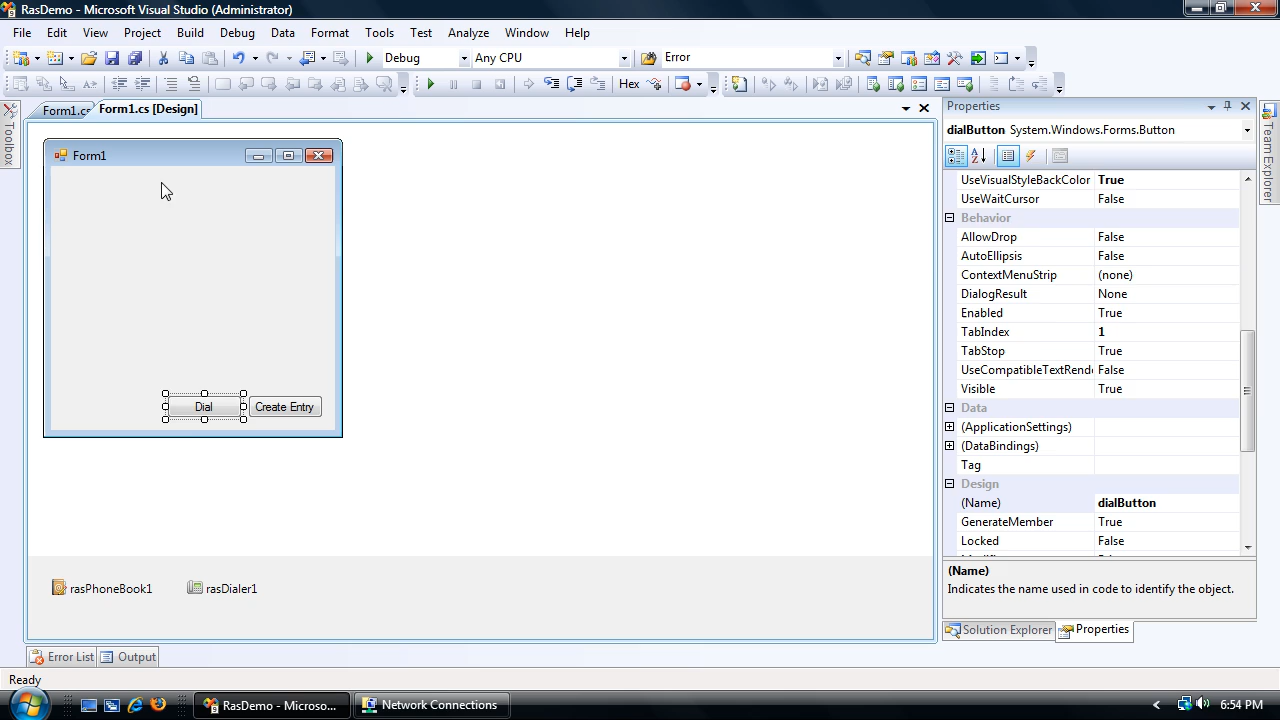 RasDemo - Microsoft Visual Studio (Administrator)
File Edit View Project Build Debug Data Format Tools Test Analyze Window Help
Debug Any CPU Error
Hex
Form1.cs Form1.cs [Design]
Toolbox
Form1
Dial Create Entry
rasPhoneBook1 rasDialer1
Properties
dialButton System.Windows.Forms.Button
UseVisualStyleBackColor True
UseWaitCursor False
Behavior
AllowDrop False
AutoEllipsis False
ContextMenuStrip (none)
DialogResult None
Enabled True
TabIndex 1
TabStop True
UseCompatibleTextRende False
Visible True
Data
(ApplicationSettings)
(DataBindings)
Tag
Design
(Name) dialButton
GenerateMember True
Locked False
(Name)
Indicates the name used in code to identify the object.
Solution Explorer Properties
Team Explorer
Error List Output
Ready
RasDemo - Microso... Network Connections 6:54 PM